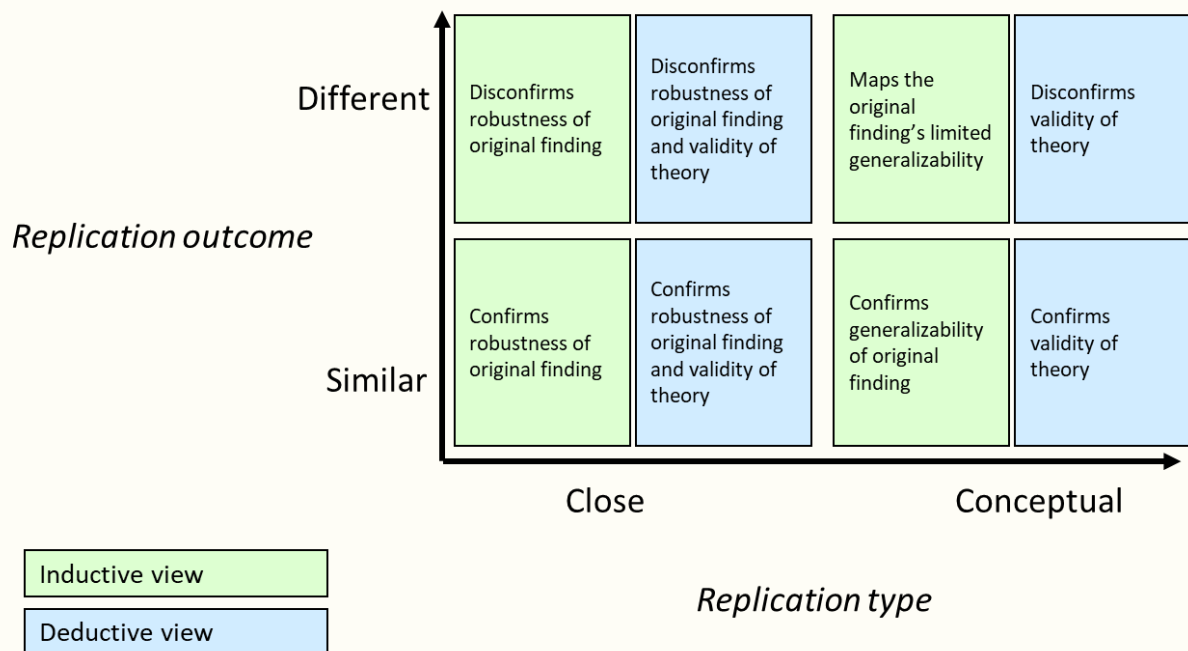 Different
Disconfirms
robustness of
original finding
Disconfirms
robustness of
original finding
and validity of
theory
Maps the
original
finding’s limited
generalizability
Disconfirms
validity of
theory
Replication outcome
Similar
Confirms
robustness of
original finding
Confirms
robustness of
original finding
and validity of
theory
Confirms
generalizability
of original
finding
Confirms
validity of
theory
Close
Conceptual
Replication type
Inductive view
Deductive view